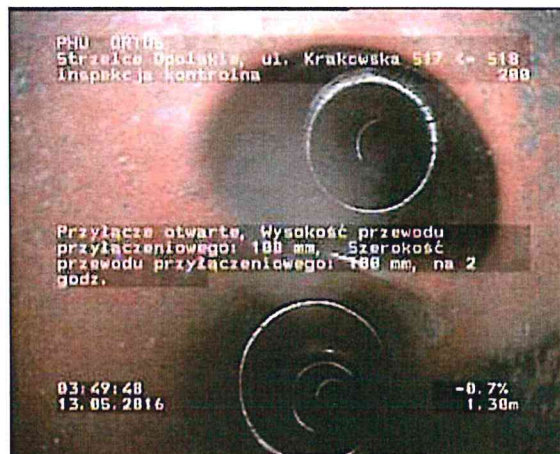 PHU ORTUS
Strzelce Opolskie, ul. Krakowska 517 <- 518
Inspekcja kontrolna 200
Przyłącze otwarte, Wysokość przewodu
przyłączeniowego: 100 mm, Szerokość
przewodu przyłączeniowego: 100 mm, na 2
godz.
03:49:48 -0.7%
13.05.2016 1.30m